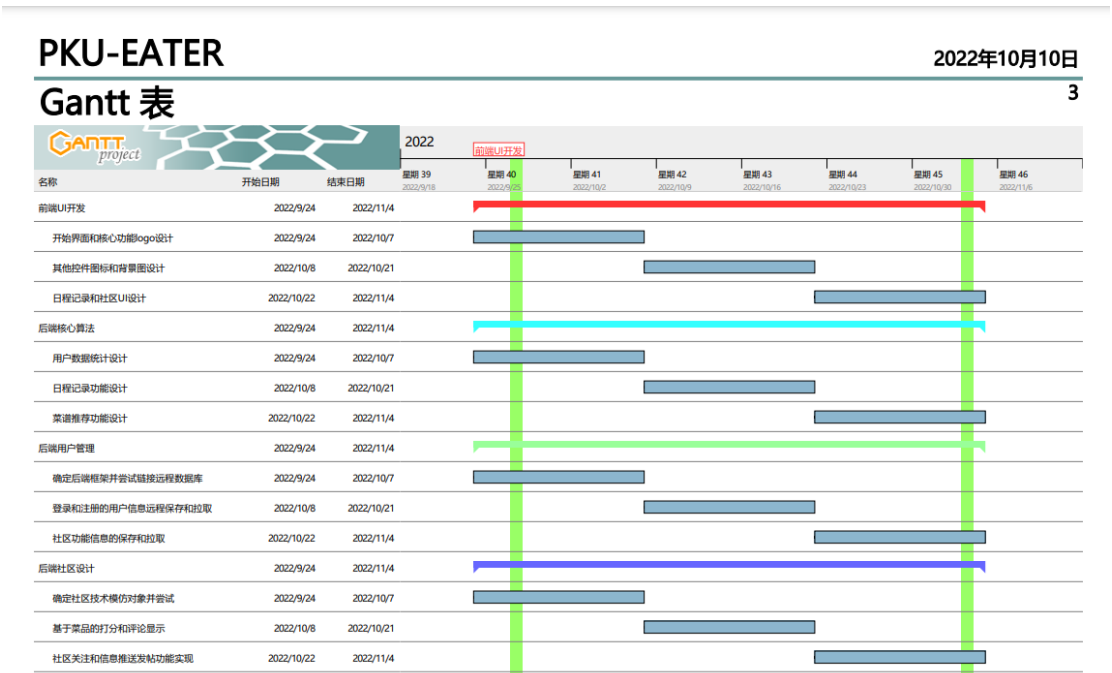 PKU-EATER
2022年10月10日
Gantt 表
3
GANTT project
2022
前端UI开发
名称 开始日期 结束日期
星期 39 星期 40 星期 41 星期 42 星期 43 星期 44 星期 45 星期 46
2022/9/18 2022/9/25 2022/10/2 2022/10/9 2022/10/16 2022/10/23 2022/10/30 2022/11/6
前端UI开发 2022/9/24 2022/11/4
开始界面和核心功能logo设计 2022/9/24 2022/10/7
其他控件图标和背景图设计 2022/10/8 2022/10/21
日程记录和社区UI设计 2022/10/22 2022/11/4
后端核心算法 2022/9/24 2022/11/4
用户数据统计设计 2022/9/24 2022/10/7
日程记录功能设计 2022/10/8 2022/10/21
菜谱推荐功能设计 2022/10/22 2022/11/4
后端用户管理 2022/9/24 2022/11/4
确定后端框架并尝试链接远程数据库 2022/9/24 2022/10/7
登录和注册的用户信息远程保存和拉取 2022/10/8 2022/10/21
社区功能信息的保存和拉取 2022/10/22 2022/11/4
后端社区设计 2022/9/24 2022/11/4
确定社区技术模仿对象并尝试 2022/9/24 2022/10/7
基于菜品的打分和评论显示 2022/10/8 2022/10/21
社区关注和信息推送发帖功能实现 2022/10/22 2022/11/4